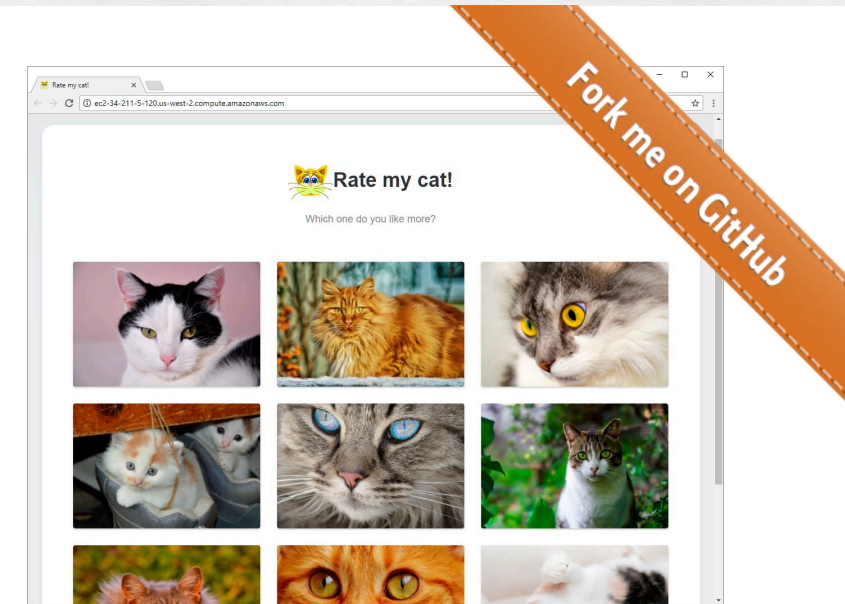 Rate my cat!
ec2-34-211-5-120.us-west-2.compute.amazonaws.com
Fork me on GitHub
Rate my cat!
Which one do you like more?